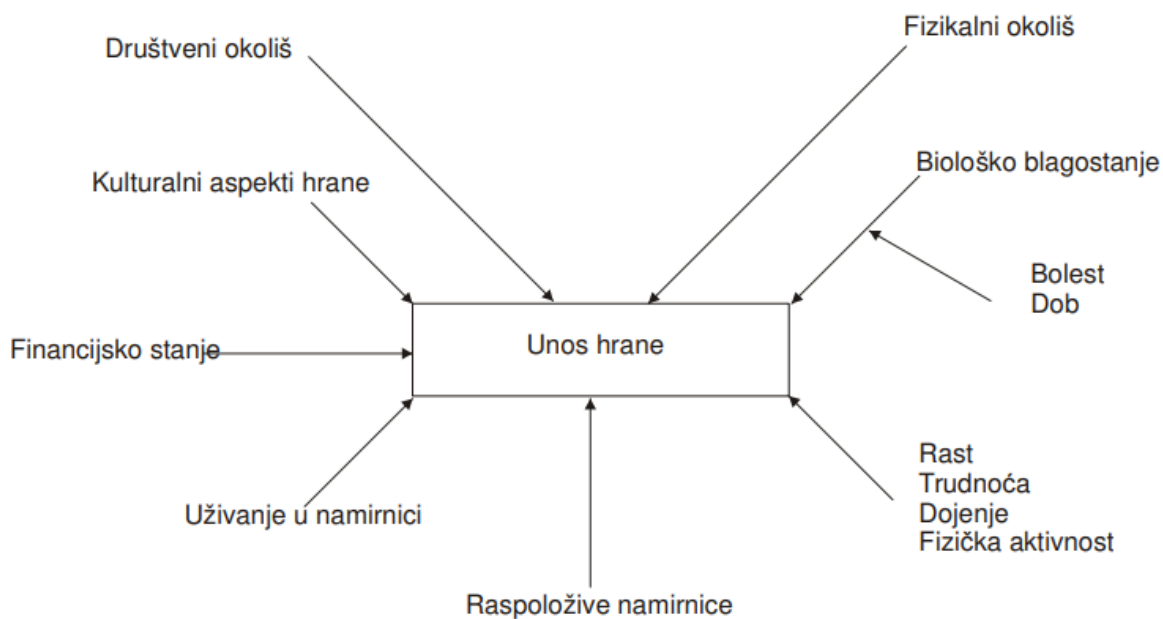 Društveni okoliš
Fizikalni okoliš
Kulturalni aspekti hrane
Biološko blagostanje
Bolest
Dob
Financijsko stanje
Unos hrane
Uživanje u namirnici
Rast
Trudnoća
Dojenje
Fizička aktivnost
Raspoložive namirnice